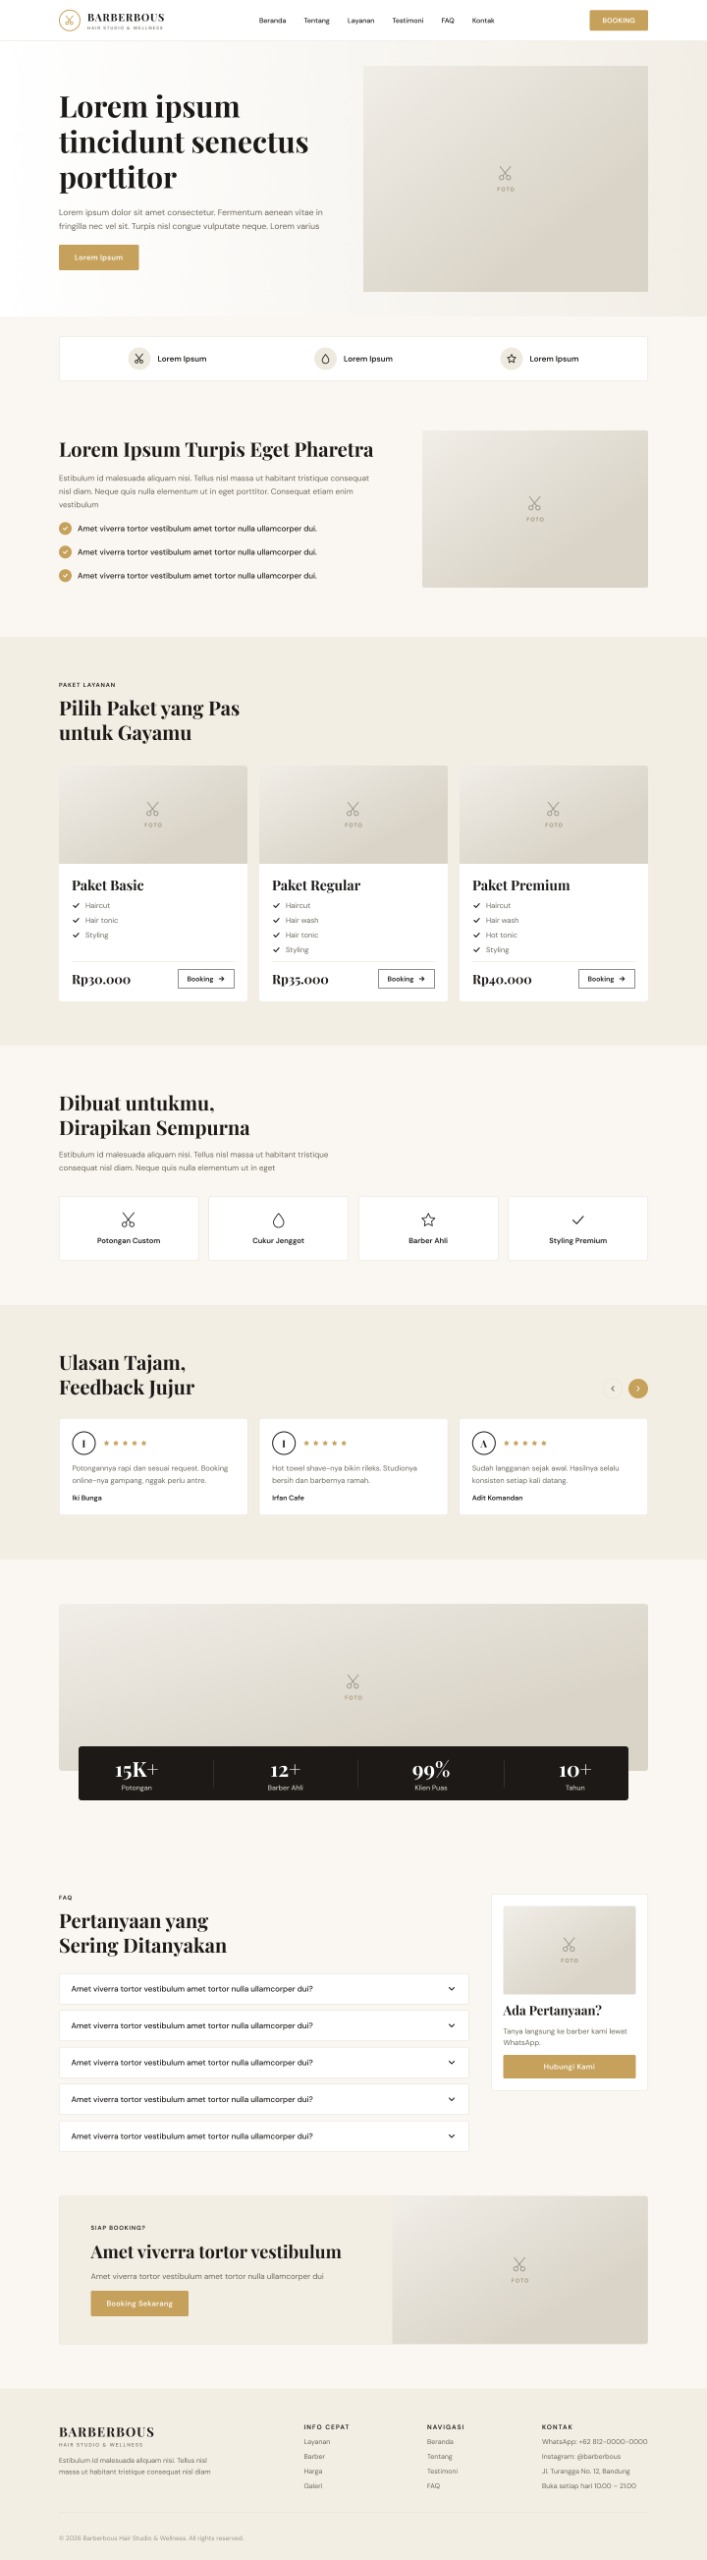 BARBERBOUS
HAIR STUDIO & WELLNESS
Beranda
Tentang
Layanan
Testimoni
FAQ
Kontak
BOOKING
Lorem ipsum
tincidunt senectus
porttitor
Lorem ipsum dolor sit amet consectetur. Fermentum aenean vitae in
fringilla nec vel sit. Turpis nisl congue vulputate neque. Lorem varius
Lorem Ipsum
FOTO
Lorem Ipsum
Lorem Ipsum
Lorem Ipsum
Lorem Ipsum Turpis Eget Pharetra
Estibulum id malesuada aliquam nisi. Tellus nisl massa ut habitant tristique consequat
nisl diam. Neque quis nulla elementum ut in eget porttitor. Consequat etiam enim
vestibulum
Amet viverra tortor vestibulum amet tortor nulla ullamcorper dui.
Amet viverra tortor vestibulum amet tortor nulla ullamcorper dui.
Amet viverra tortor vestibulum amet tortor nulla ullamcorper dui.
FOTO
PAKET LAYANAN
Pilih Paket yang Pas
untuk Gayamu
FOTO
Paket Basic
Haircut
Hair tonic
Styling
Rp30.000
Booking
FOTO
Paket Regular
Haircut
Hair wash
Hair tonic
Styling
Rp35.000
Booking
FOTO
Paket Premium
Haircut
Hair wash
Hot tonic
Styling
Rp40.000
Booking
Dibuat untukmu,
Dirapikan Sempurna
Estibulum id malesuada aliquam nisi. Tellus nisl massa ut habitant tristique
consequat nisl diam. Neque quis nulla elementum ut in eget
Potongan Custom
Cukur Jenggot
Barber Ahli
Styling Premium
Ulasan Tajam,
Feedback Jujur
I
Potongannya rapi dan sesuai request. Booking
online-nya gampang, nggak perlu antre.
Iki Bunga
I
Hot towel shave-nya bikin rileks. Studionya
bersih dan barbernya ramah.
Irfan Cafe
A
Sudah langganan sejak awal. Hasilnya selalu
konsisten setiap kali datang.
Adit Komandan
FOTO
15K+
Potongan
12+
Barber Ahli
99%
Klien Puas
10+
Tahun
FAQ
Pertanyaan yang
Sering Ditanyakan
Amet viverra tortor vestibulum amet tortor nulla ullamcorper dui?
Amet viverra tortor vestibulum amet tortor nulla ullamcorper dui?
Amet viverra tortor vestibulum amet tortor nulla ullamcorper dui?
Amet viverra tortor vestibulum amet tortor nulla ullamcorper dui?
Amet viverra tortor vestibulum amet tortor nulla ullamcorper dui?
FOTO
Ada Pertanyaan?
Tanya langsung ke barber kami lewat
WhatsApp.
Hubungi Kami
SIAP BOOKING?
Amet viverra tortor vestibulum
Amet viverra tortor vestibulum amet tortor nulla ullamcorper dui
Booking Sekarang
FOTO
BARBERBOUS
HAIR STUDIO & WELLNESS
Estibulum id malesuada aliquam nisi. Tellus nisl
massa ut habitant tristique consequat nisl diam
INFO CEPAT
Layanan
Barber
Harga
Galeri
NAVIGASI
Beranda
Tentang
Testimoni
FAQ
KONTAK
WhatsApp: +62 812-0000-0000
Instagram: @barberbous
Jl. Turangga No. 12, Bandung
Buka setiap hari 10.00 – 21.00
© 2026 Barberbous Hair Studio & Wellness. All rights reserved.